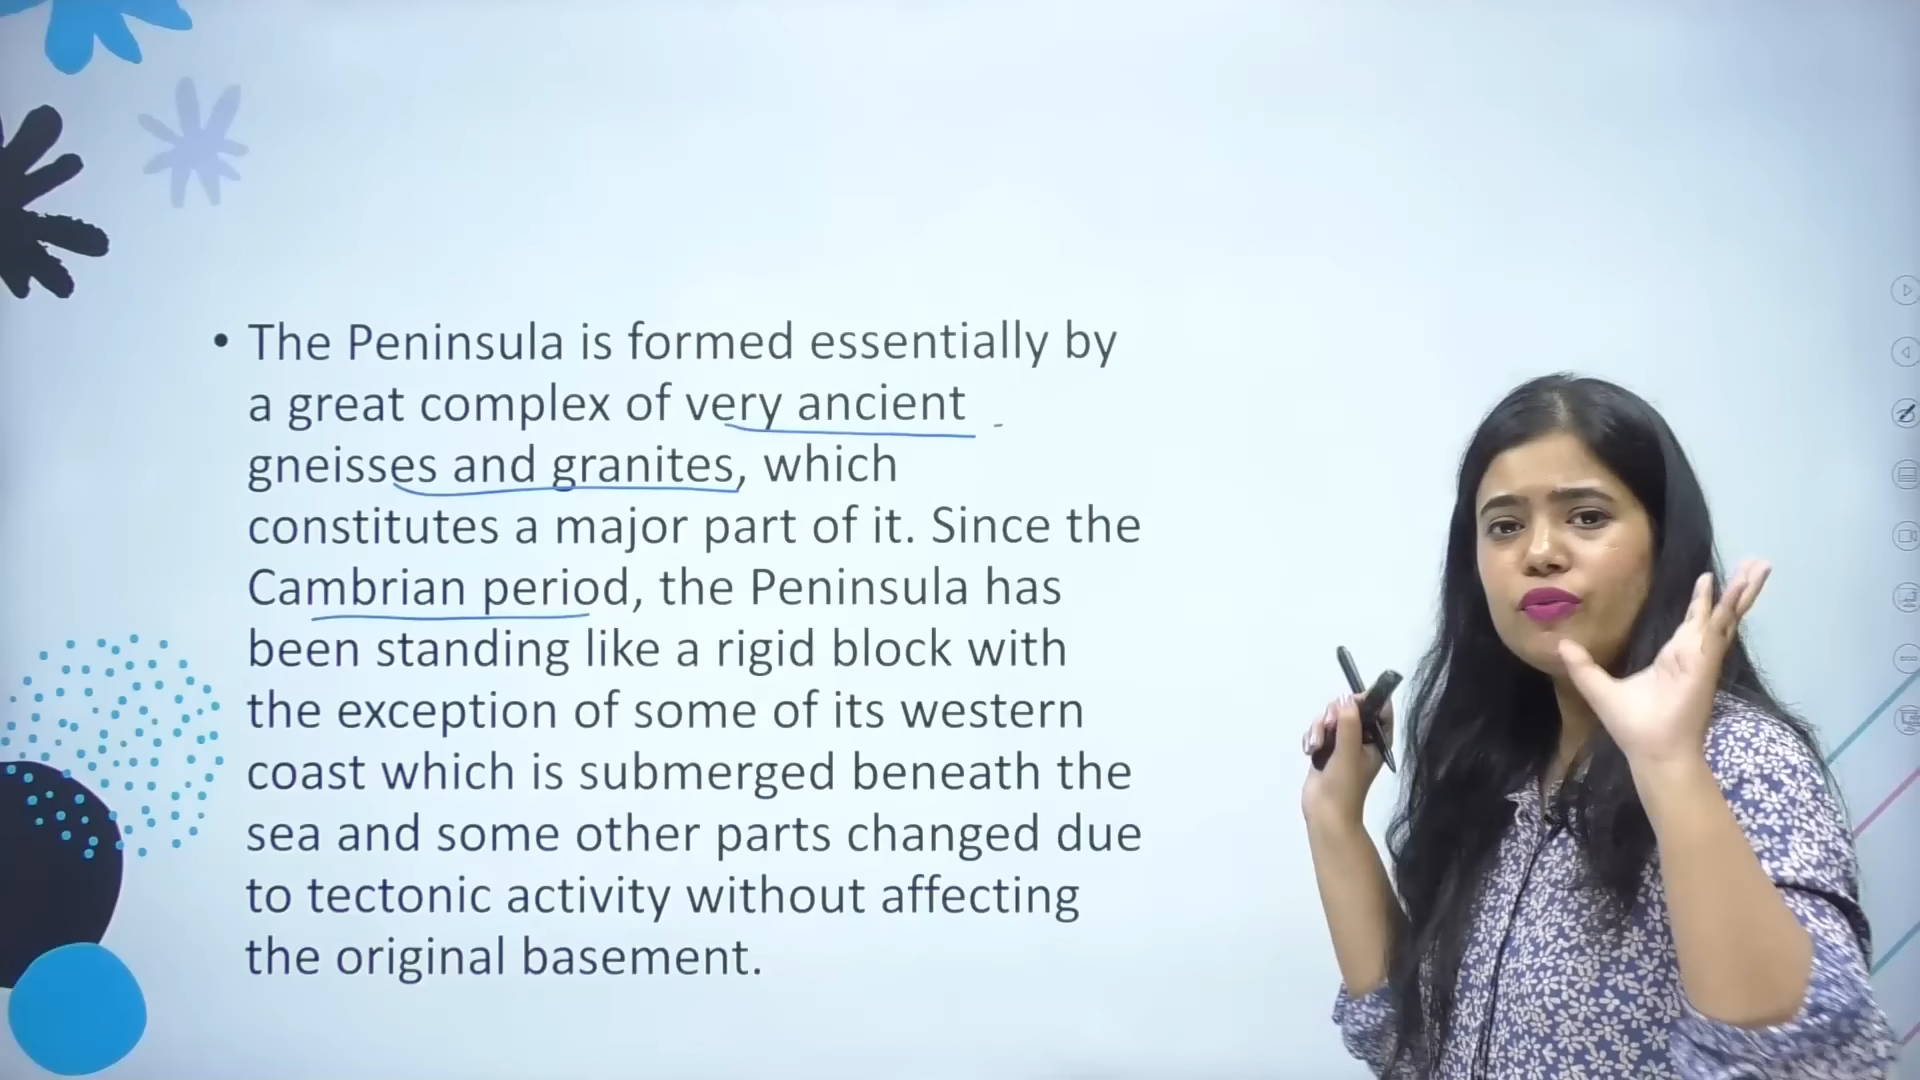 • The Peninsula is formed essentially by
a great complex of very ancient
gneisses and granites, which
constitutes a major part of it. Since the
Cambrian period, the Peninsula has
been standing like a rigid block with
the exception of some of its western
coast which is submerged beneath the
sea and some other parts changed due
to tectonic activity without affecting
the original basement.